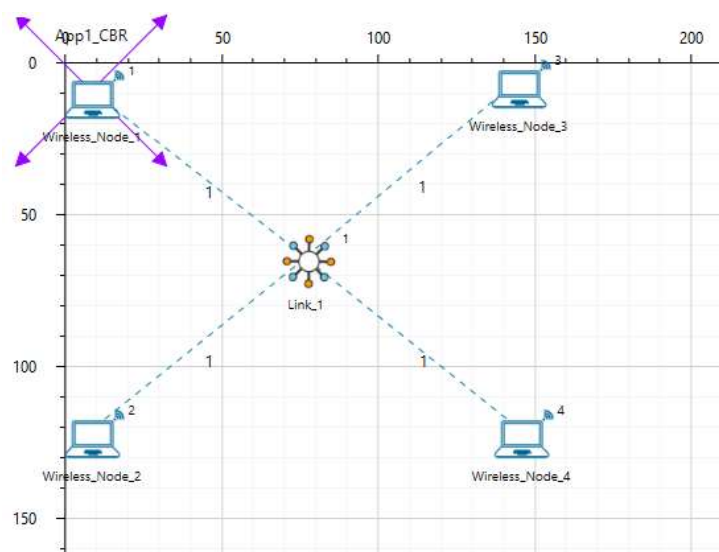 App1_CBR
0 50 100 150 200
0
1
3
Wireless_Node_1
Wireless_Node_3
1
1
50
1
Link_1
1
1
100
2
4
Wireless_Node_2
Wireless_Node_4
150